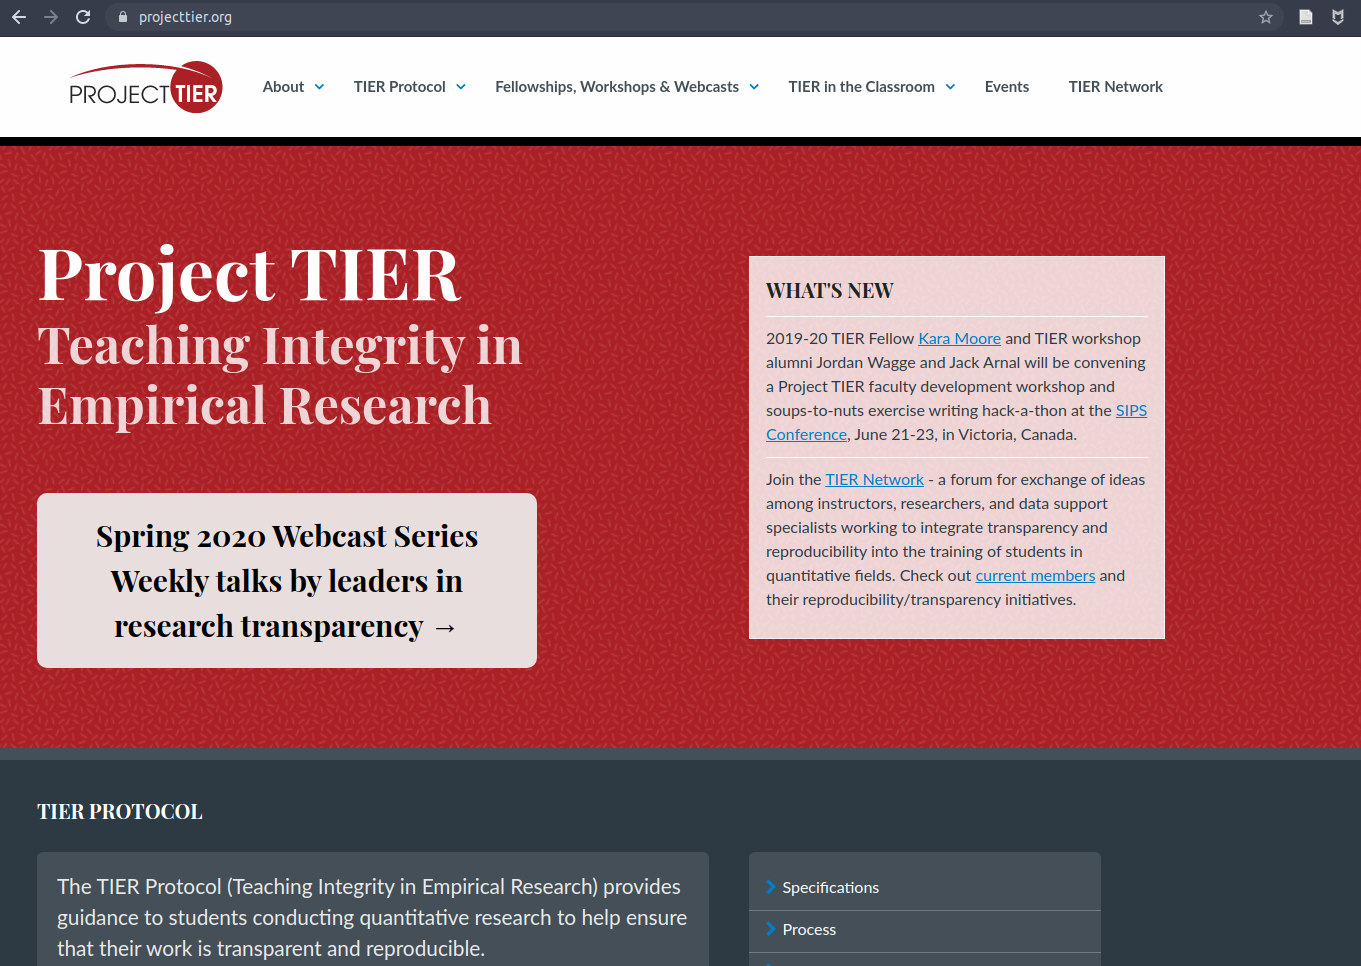 projecttier.org
PROJECT TIER
About
TIER Protocol
Fellowships, Workshops & Webcasts
TIER in the Classroom
Events
TIER Network
Project TIER
Teaching Integrity in
Empirical Research
Spring 2020 Webcast Series
Weekly talks by leaders in
research transparency →
WHAT'S NEW
2019-20 TIER Fellow Kara Moore and TIER workshop
alumni Jordan Wagge and Jack Arnal will be convening
a Project TIER faculty development workshop and
soups-to-nuts exercise writing hack-a-thon at the SIPS
Conference, June 21-23, in Victoria, Canada.
Join the TIER Network - a forum for exchange of ideas
among instructors, researchers, and data support
specialists working to integrate transparency and
reproducibility into the training of students in
quantitative fields. Check out current members and
their reproducibility/transparency initiatives.
TIER PROTOCOL
The TIER Protocol (Teaching Integrity in Empirical Research) provides
guidance to students conducting quantitative research to help ensure
that their work is transparent and reproducible.
Specifications
Process